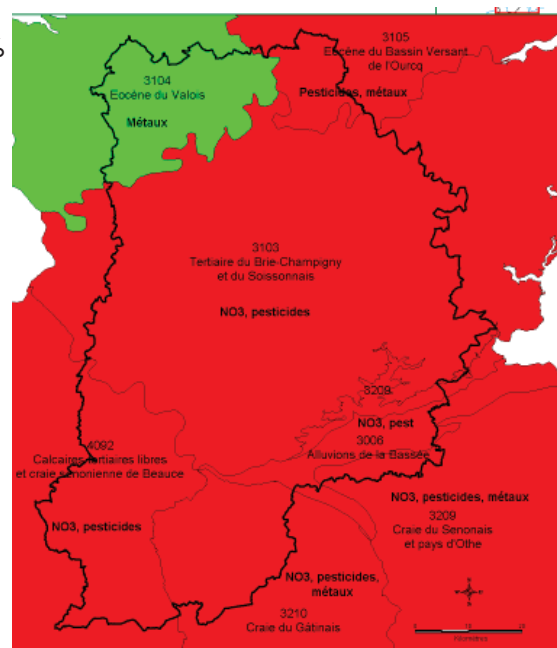 3105
Eocène du Bassin Versant
de l'Ourcq
Pesticides, métaux
3104
Eocène du Valois
Métaux
3103
Tertiaire du Brie-Champigny
et du Soissonnais
NO3, pesticides
3209
NO3, pest
3006
Alluvions de la Bassée
4092
Calcaires tertiaires libres
et craie sénonienne de Beauce
NO3, pesticides
NO3, pesticides, métaux
3209
Craie du Senonais
et pays d'Othe
NO3, pesticides,
métaux
3210
Craie du Gâtinais